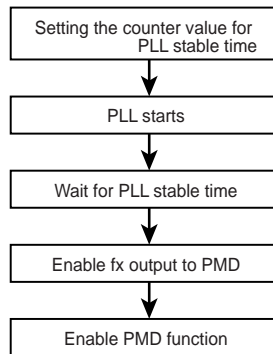 Setting the counter value for
PLL stable time
PLL starts
Wait for PLL stable time
Enable fx output to PMD
Enable PMD function